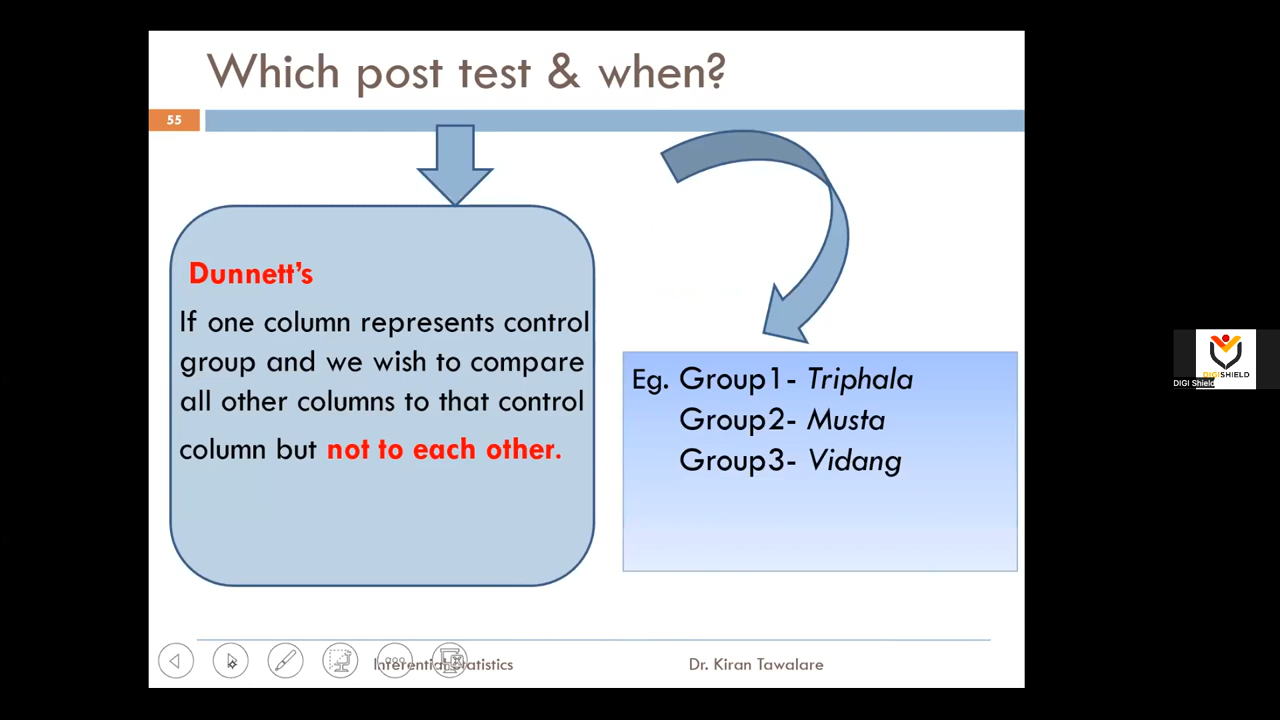 Which post test & when?
55
Dunnett's
If one column represents control
group and we wish to compare
all other columns to that control
column but not to each other.
Eg. Group1- Triphala
Group2- Musta
Group3- Vidang
Inferential Statistics
Dr. Kiran Tawalare
DIGISHIELD
DIGI Shield